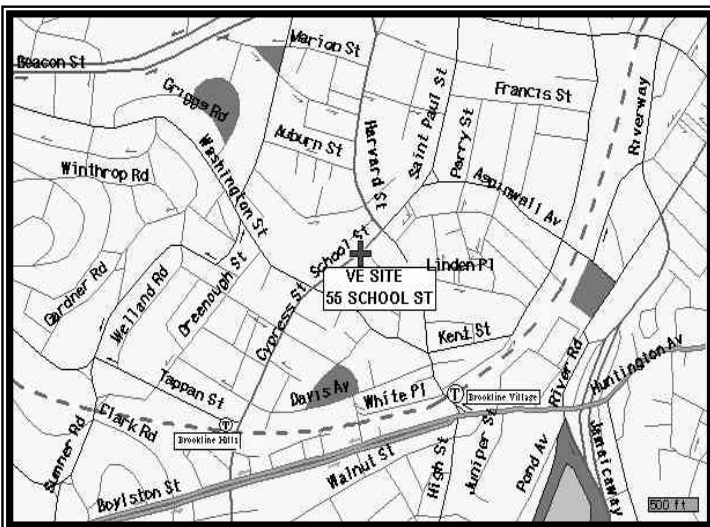 Beacon St
Marion St
Griggs Rd
Francis St
Riverway
Saint Paul St
Perry St
Harvard St
Auburn St
Washington St
Winthrop Rd
Aspinwall Av
School St
Linden Pl
VE SITE
55 SCHOOL ST
Gardner Rd
Welland Rd
Greenough St
Cypress St
Kent St
Tappan St
Davis Av
White Pl
T
Brookline Village
River Rd
Huntington Av
Clark Rd
T
Brookline Hills
Sumner Rd
Boylston St
Walnut St
High St
Juniper St
Pond Av
Jamaicaway
500 ft